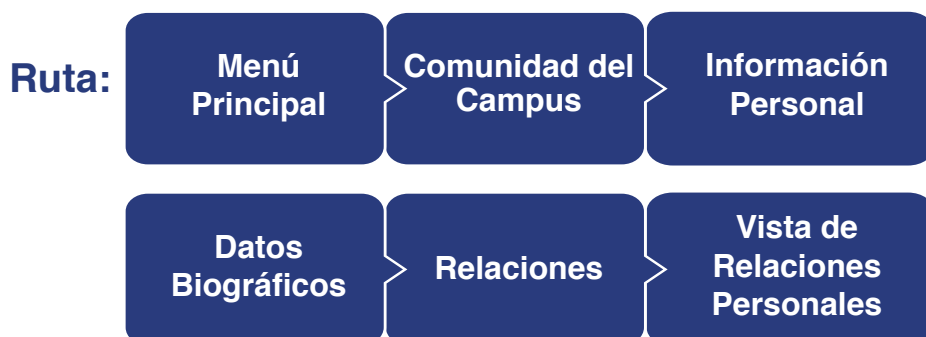 Ruta:
Menú
Principal
Comunidad del
Campus
Información
Personal
Datos
Biográficos
Relaciones
Vista de
Relaciones
Personales